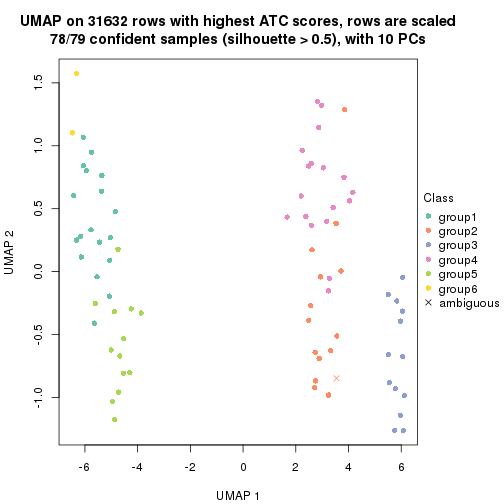 UMAP on 31632 rows with highest ATC scores, rows are scaled
78/79 confident samples (silhouette > 0.5), with 10 PCs
UMAP 2
1.5
1.0
0.5
0.0
-0.5
-1.0
-6
-4
-2
0
2
4
6
UMAP 1
Class
group1
group2
group3
group4
group5
group6
ambiguous